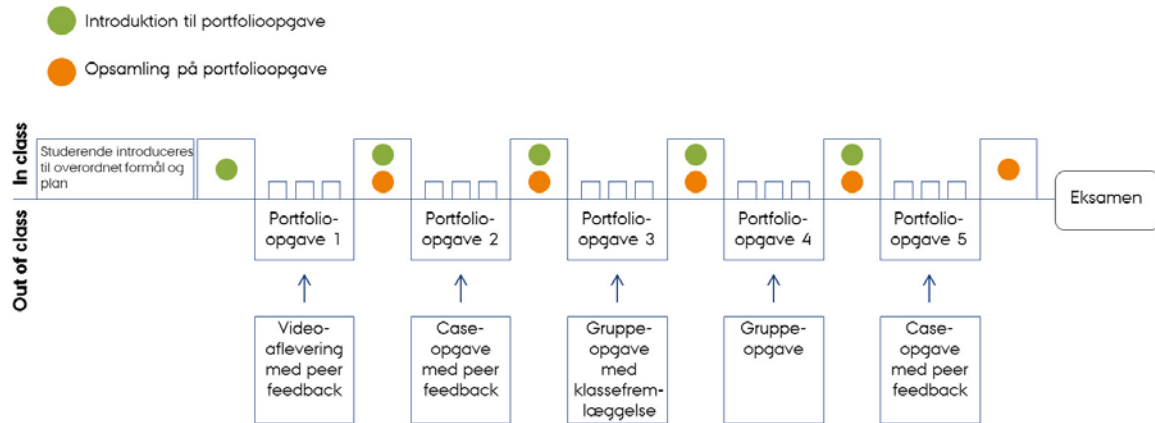 Introduktion til portfolioopgave
Opsamling på portfolioopgave
In class
Out of class
Studerende introduceres
til overordnet formål og
plan
Portfolio-
opgave 1
Portfolio-
opgave 2
Portfolio-
opgave 3
Portfolio-
opgave 4
Portfolio-
opgave 5
Eksamen
Video-
aflevering
med peer
feedback
Case-
opgave
med peer
feedback
Gruppe-
opgave
med
klassefrem-
læggelse
Gruppe-
opgave
Case-
opgave
med peer
feedback